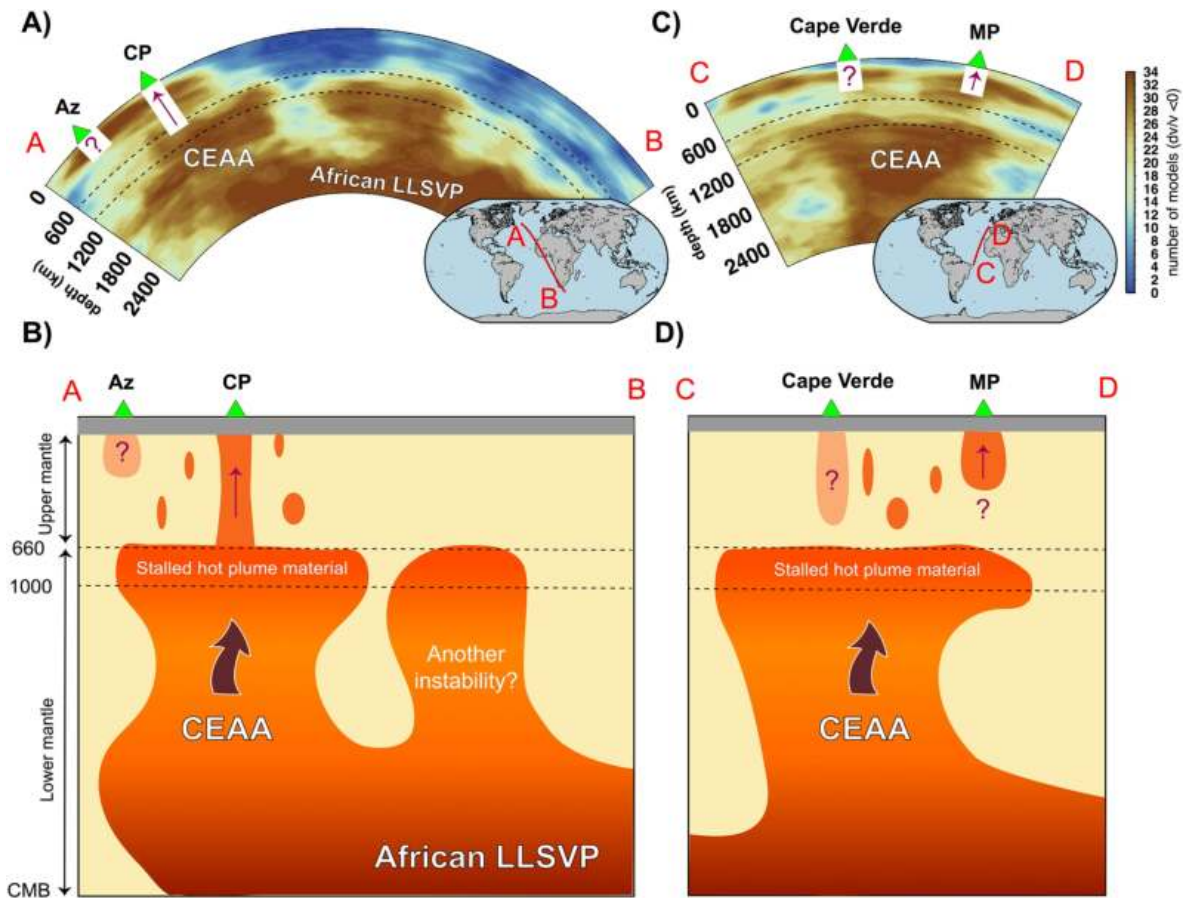 A)
CP
Az
?
A
CEAA
African LLSVP
B
0
600
1200
1800
2400
depth (km)
A
B
C)
Cape Verde
MP
C
D
?
CEAA
0
600
1200
1800
2400
depth (km)
D
C
34
32
30
28
26
24
22
20
18
16
14
12
10
8
6
4
2
0
number of models (dv/v <0)
B)
A
Az
CP
B
?
Upper mantle
660
Stalled hot plume material
1000
Another
instability?
CEAA
Lower mantle
African LLSVP
CMB
D)
C
Cape Verde
MP
D
?
?
Stalled hot plume material
CEAA